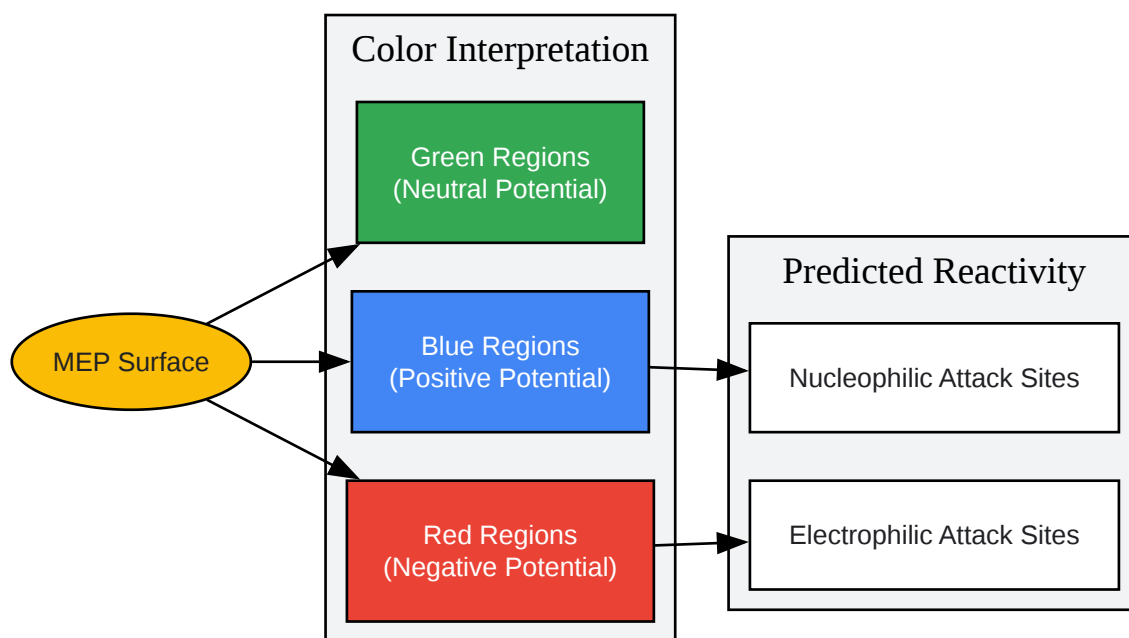 Color Interpretation
Green Regions
(Neutral Potential)
Predicted Reactivity
MEP Surface
Blue Regions
(Positive Potential)
Nucleophilic Attack Sites
Red Regions
(Negative Potential)
Electrophilic Attack Sites